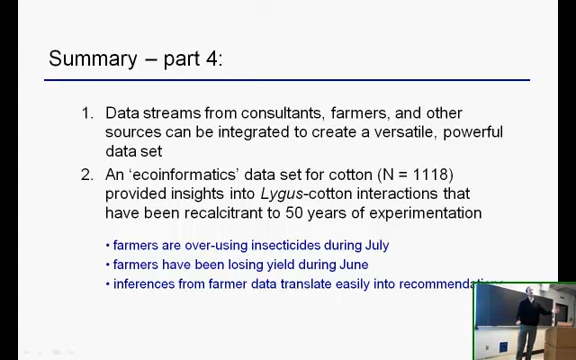 Summary – part 4:
1. Data streams from consultants, farmers, and other
sources can be integrated to create a versatile, powerful
data set
2. An ‘ecoinformatics’ data set for cotton (N = 1118)
provided insights into Lygus-cotton interactions that
have been recalcitrant to 50 years of experimentation
• farmers are over-using insecticides during July
• farmers have been losing yield during June
• inferences from farmer data translate easily into recommendations